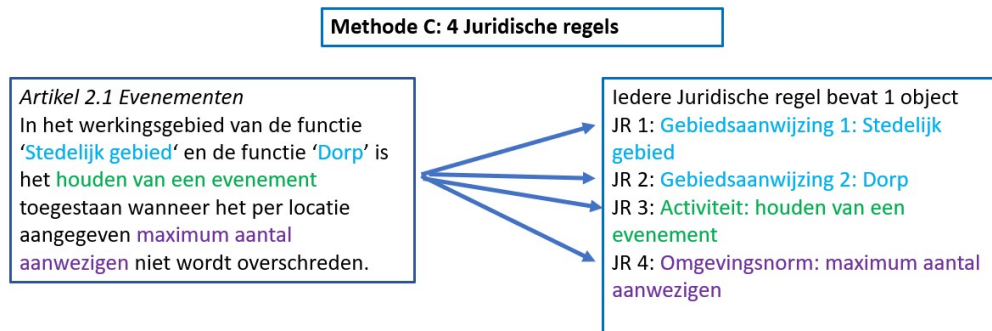 Methode C: 4 Juridische regels
Artikel 2.1 Evenementen
In het werkingsgebied van de functie
‘Stedelijk gebied‘ en de functie ‘Dorp’ is
het houden van een evenement
toegestaan wanneer het per locatie
aangegeven maximum aantal
aanwezigen niet wordt overschreden.
Iedere Juridische regel bevat 1 object
JR 1: Gebiedsaanwijzing 1: Stedelijk
gebied
JR 2: Gebiedsaanwijzing 2: Dorp
JR 3: Activiteit: houden van een
evenement
JR 4: Omgevingsnorm: maximum aantal
aanwezigen